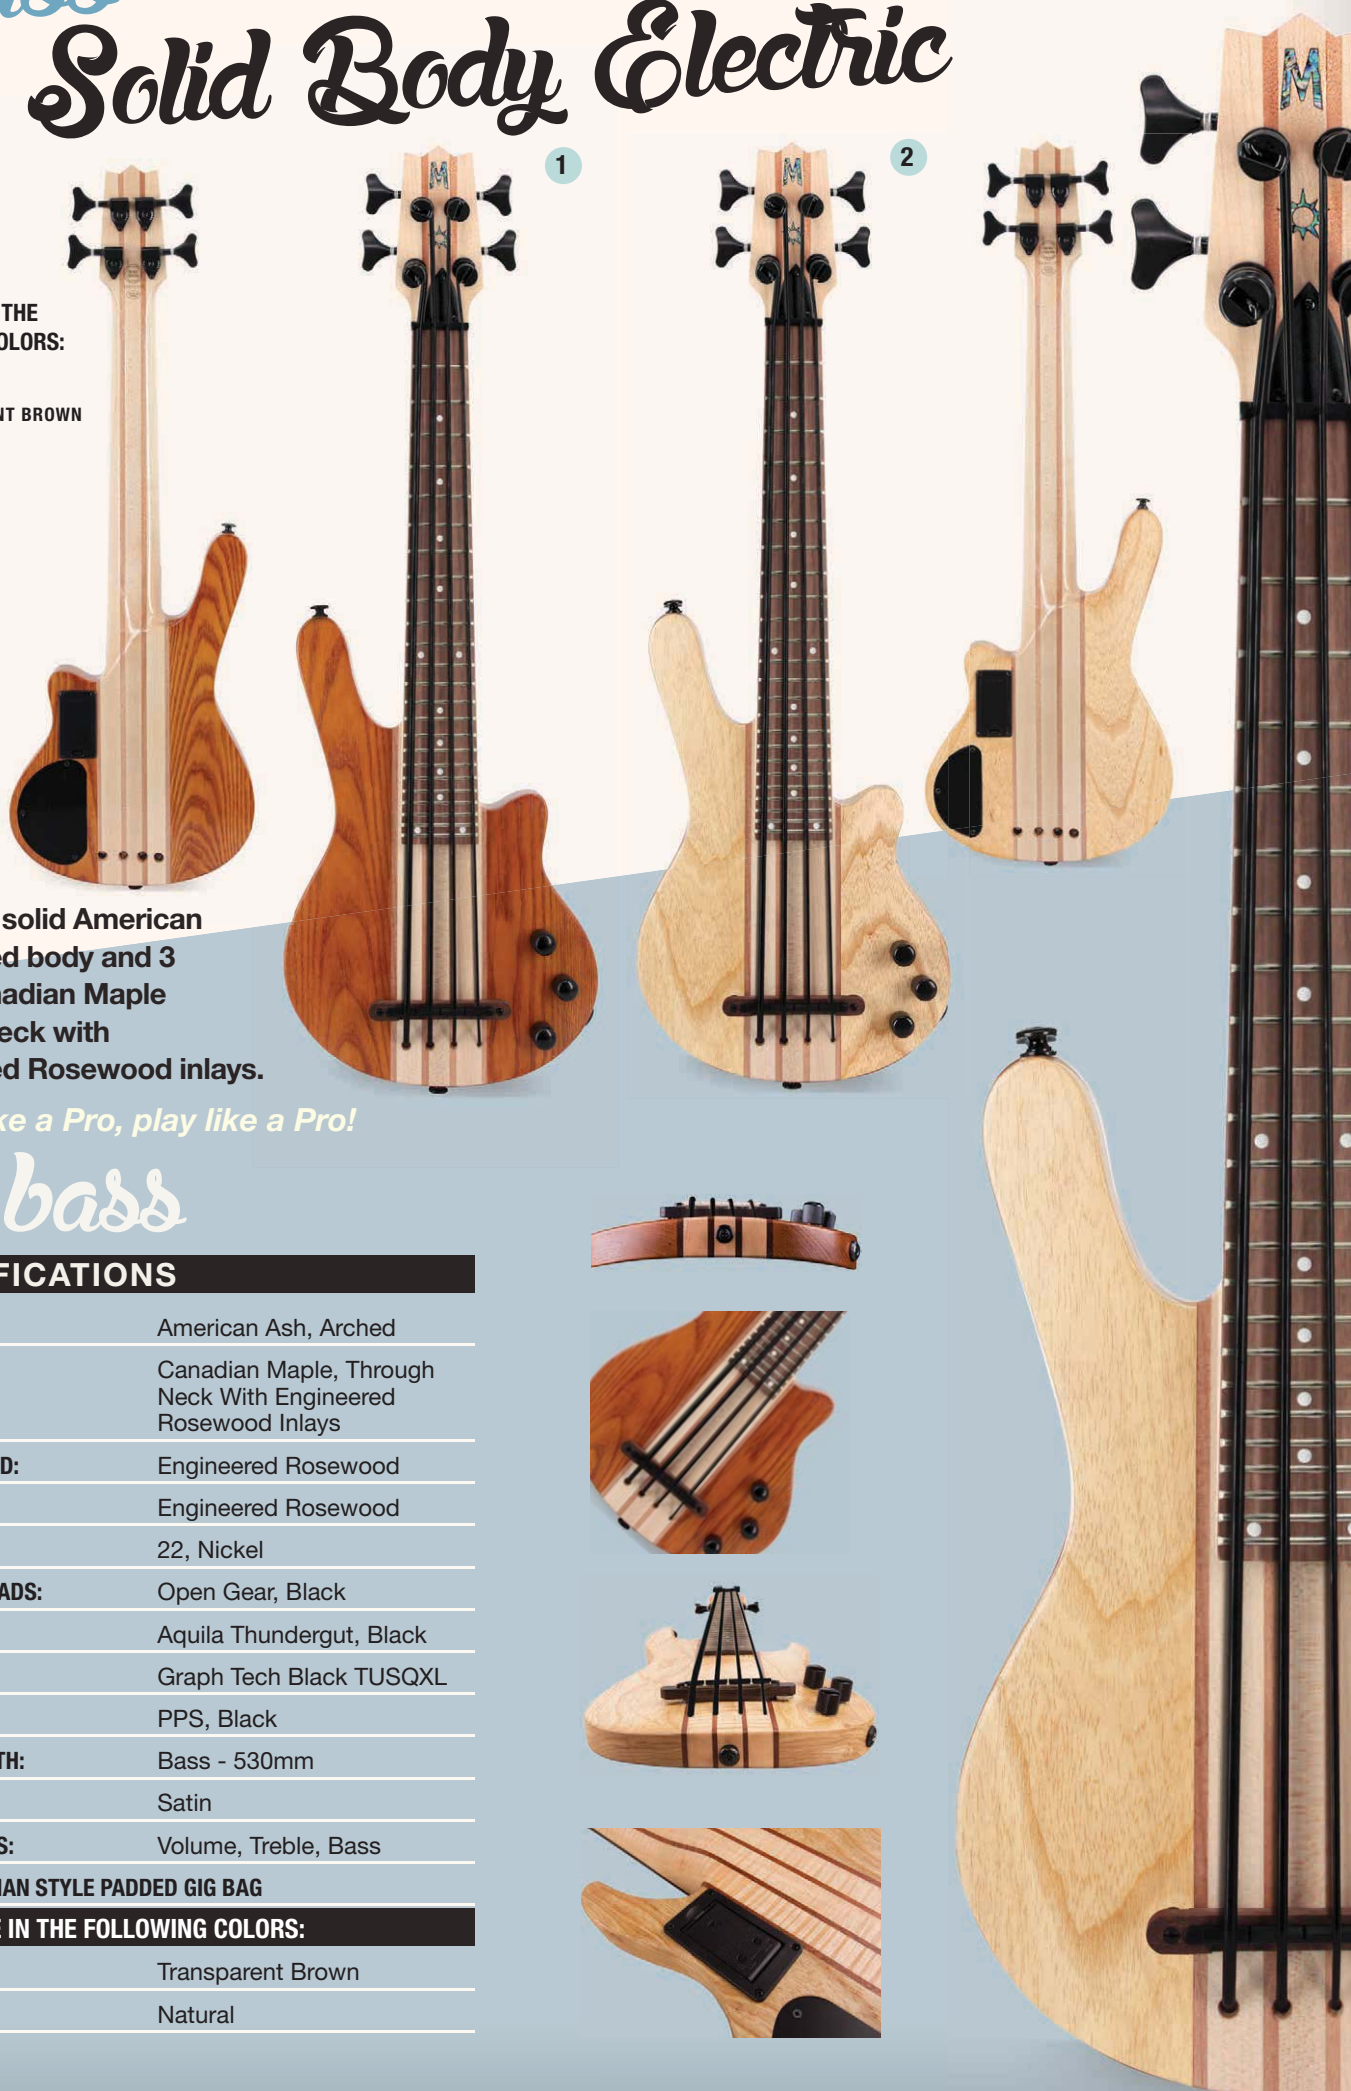 Solid Body Electric
1
2
THE
OLORS:
NT BROWN
solid American
ed body and 3
nadian Maple
eck with
ed Rosewood inlays.
ke a Pro, play like a Pro!
bass
FICATIONS
American Ash, Arched
Canadian Maple, Through
Neck With Engineered
Rosewood Inlays
D: Engineered Rosewood
Engineered Rosewood
22, Nickel
ADS: Open Gear, Black
Aquila Thundergut, Black
Graph Tech Black TUSQXL
PPS, Black
TH: Bass - 530mm
Satin
S: Volume, Treble, Bass
IAN STYLE PADDED GIG BAG
E IN THE FOLLOWING COLORS:
Transparent Brown
Natural
M
M
M